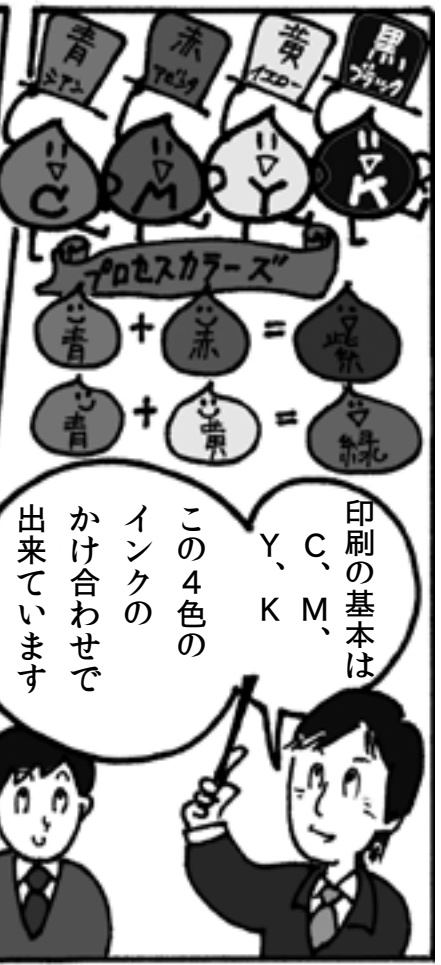 黒
ブラック
黄
イエロー
赤
マゼンタ
青
シアン
C M Y K
プロセスカラーズ
青 + 赤 = 紫
青 + 黄 = 緑
印刷の基本は
C、M、
Y、K
この4色の
インクの
かけ合わせで
出来ています